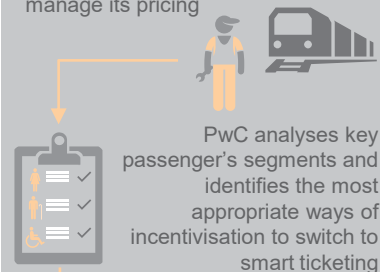 manage its pricing
PwC analyses key
passenger's segments and
identifies the most
appropriate ways of
incentivisation to switch to
smart ticketing